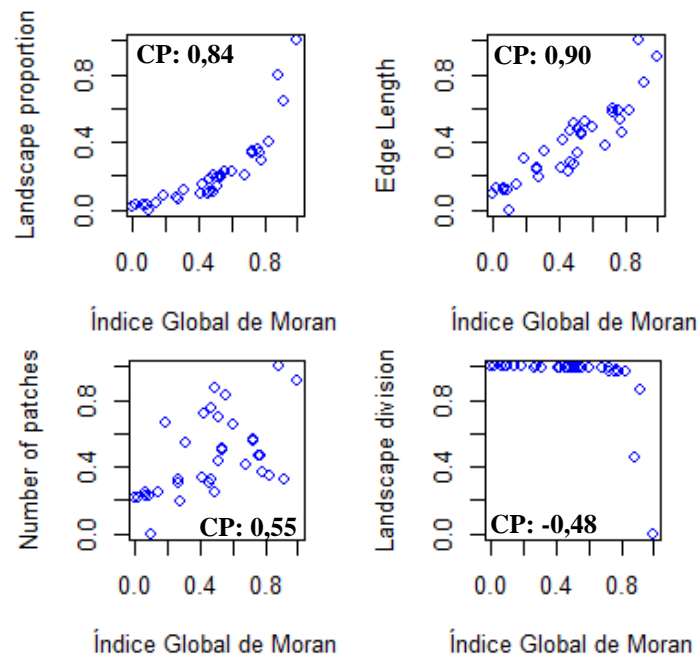 CP: 0,84
Landscape proportion
0.0 0.4 0.8
0.0 0.4 0.8
Índice Global de Moran
CP: 0,90
Edge Length
0.0 0.4 0.8
0.0 0.4 0.8
Índice Global de Moran
Number of patches
0.0 0.4 0.8
CP: 0,55
0.0 0.4 0.8
Índice Global de Moran
Landscape division
0.0 0.4 0.8
CP: -0,48
0.0 0.4 0.8
Índice Global de Moran